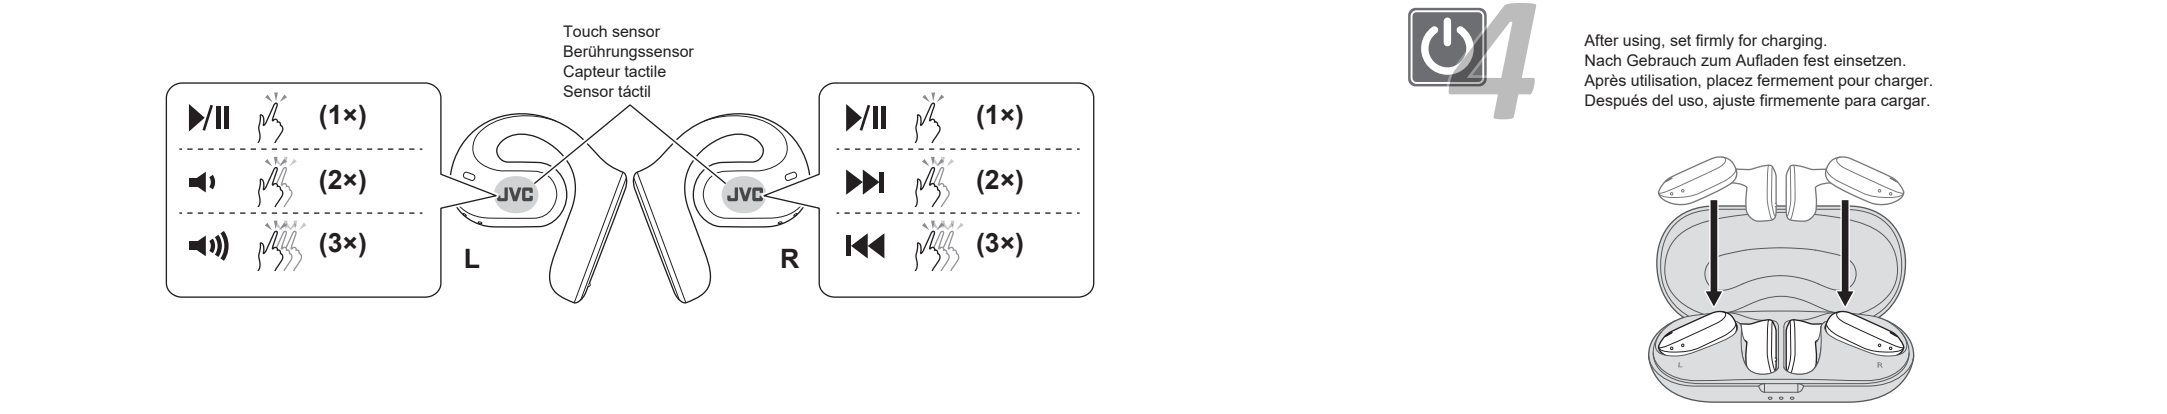 Touch sensor
Berührungssensor
Capteur tactile
Sensor táctil
(1×)
(2×)
(3×)
JVC
L
JVC
R
(1×)
(2×)
(3×)
4
After using, set firmly for charging.
Nach Gebrauch zum Aufladen fest einsetzen.
Après utilisation, placez fermement pour charger.
Después del uso, ajuste firmemente para cargar.
L
R